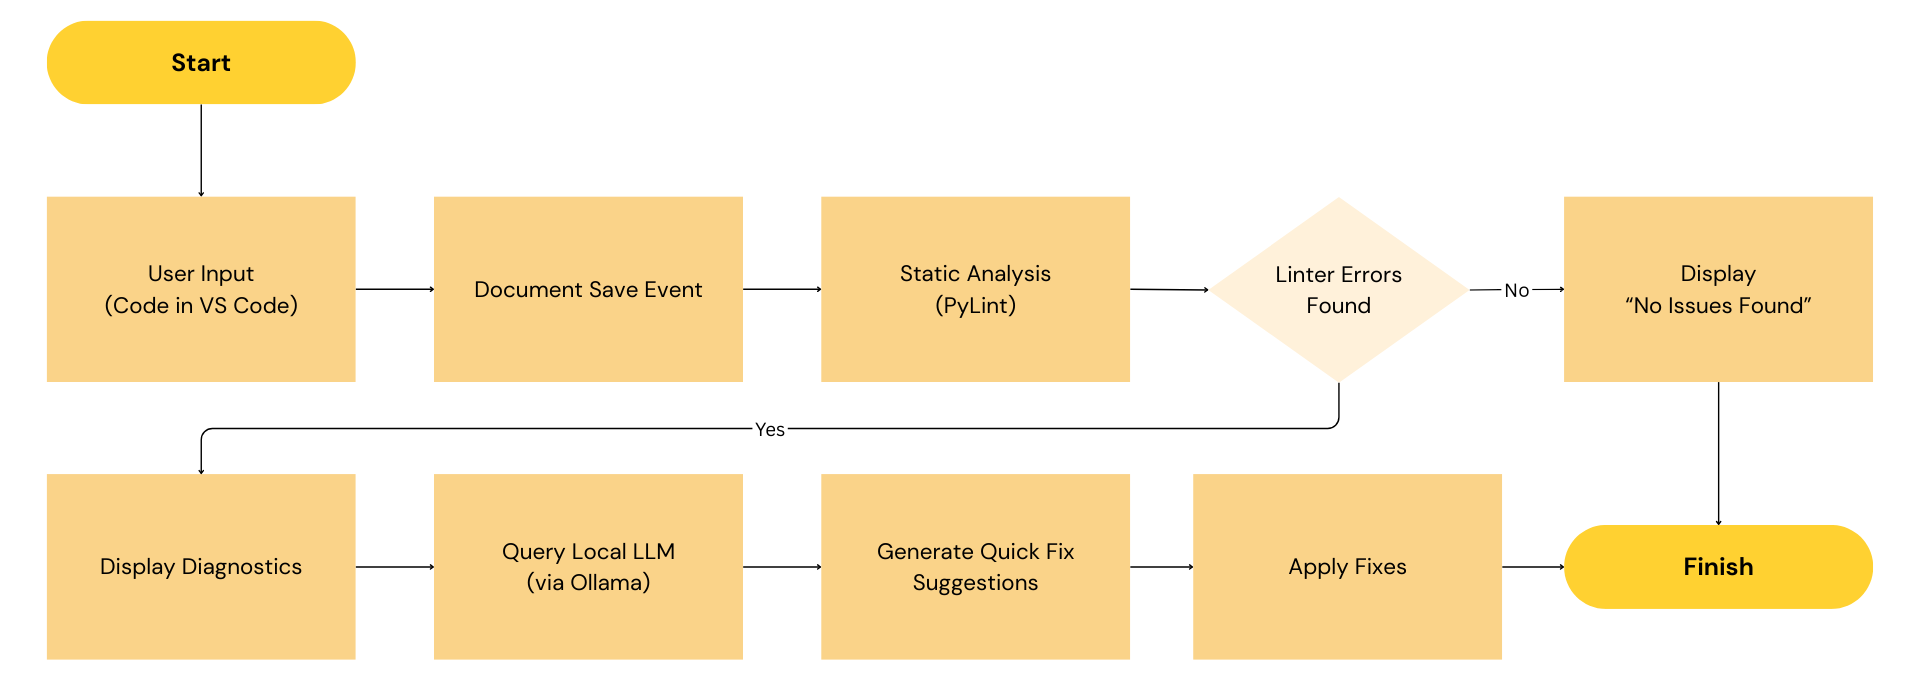 Start
User Input
(Code in VS Code)
Document Save Event
Static Analysis
(PyLint)
Linter Errors
Found
No
Display
“No Issues Found”
Yes
Display Diagnostics
Query Local LLM
(via Ollama)
Generate Quick Fix
Suggestions
Apply Fixes
Finish